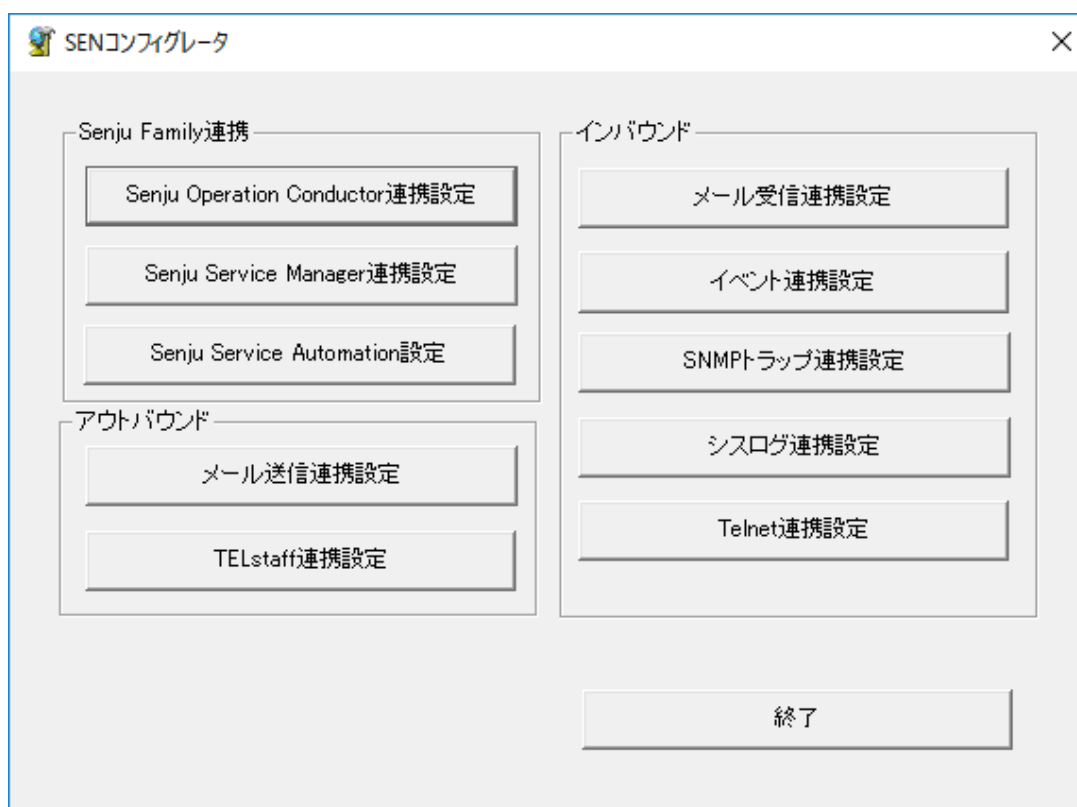 SENコンフィグレータ
Senju Family連携
Senju Operation Conductor連携設定
Senju Service Manager連携設定
Senju Service Automation設定
アウトバウンド
メール送信連携設定
TELstaff連携設定
インバウンド
メール受信連携設定
イベント連携設定
SNMPトラップ連携設定
シスログ連携設定
Telnet連携設定
終了